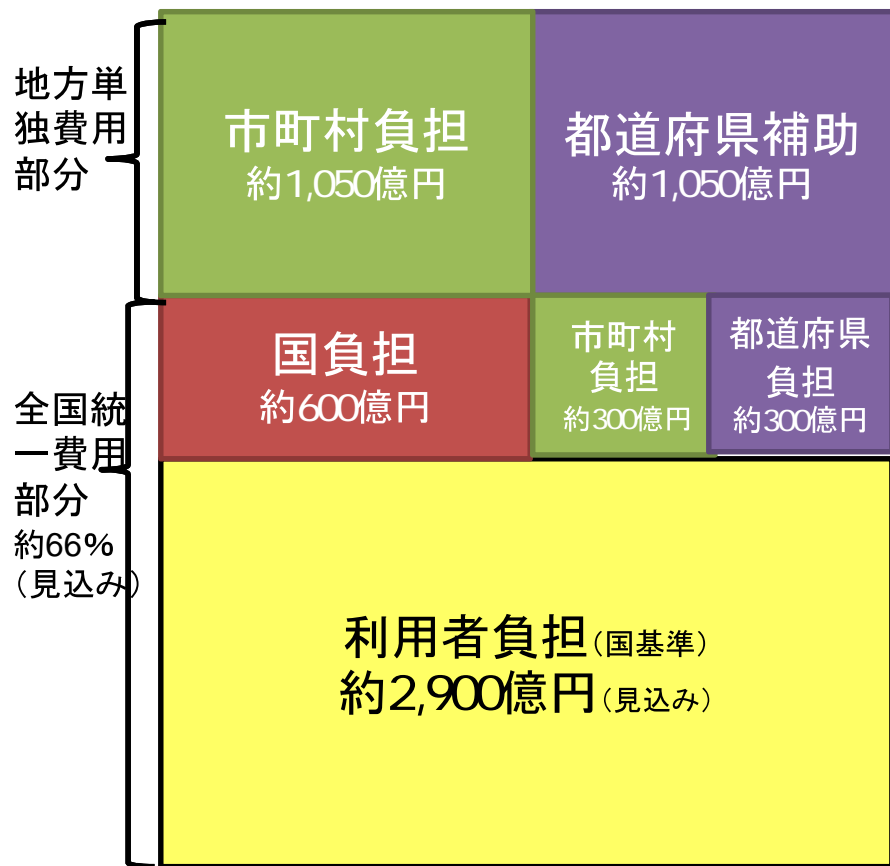 地方単
独費用
部分
市町村負担
約1,050億円
都道府県補助
約1,050億円
全国統
一費用
部分
約66%
（見込み）
国負担
約600億円
市町村
負担
約300億円
都道府県
負担
約300億円
利用者負担（国基準）
約2,900億円（見込み）